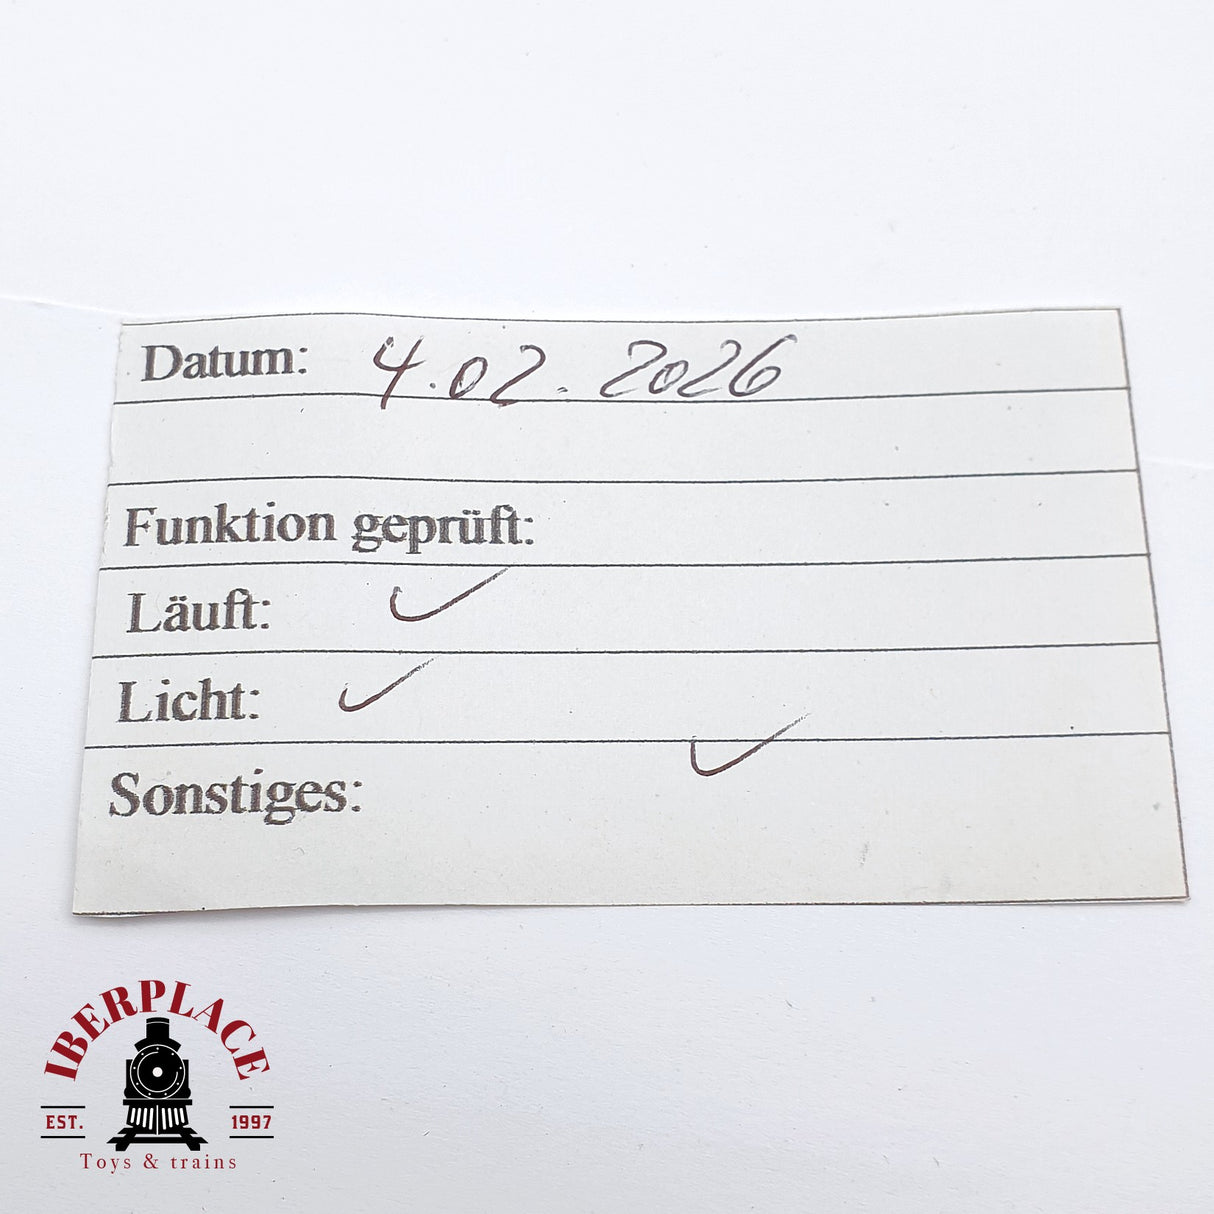 Datum: 4.02.2026
Funktion geprüft:
Läuft: ✓
Licht: ✓
Sonstiges: ✓
IBERPLACE
EST. 1997
Toys & trains